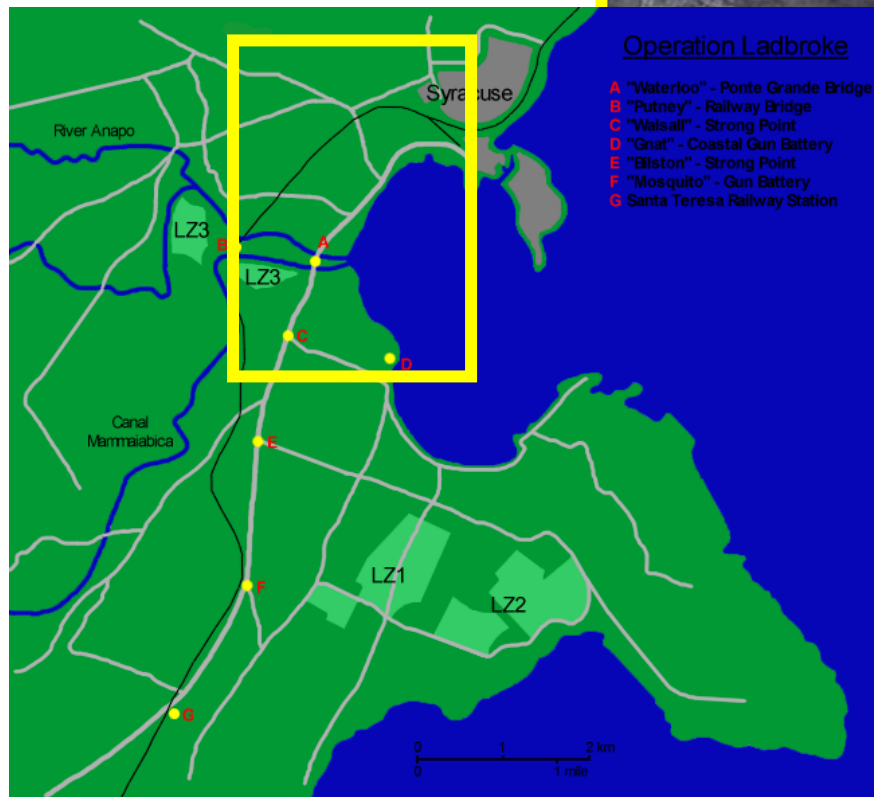 Operation Ladbroke
A "Waterloo" - Ponte Grande Bridge
B "Putney" - Railway Bridge
C "Walsall" - Strong Point
D "Gnat" - Coastal Gun Battery
E "Bilston" - Strong Point
F "Mosquito" - Gun Battery
G Santa Teresa Railway Station
Syracuse
River Anapo
LZ3
B
A
LZ3
C
D
Canal
Mammaiabica
E
LZ1
F
LZ2
G
0 1 2 km
0 1 mile